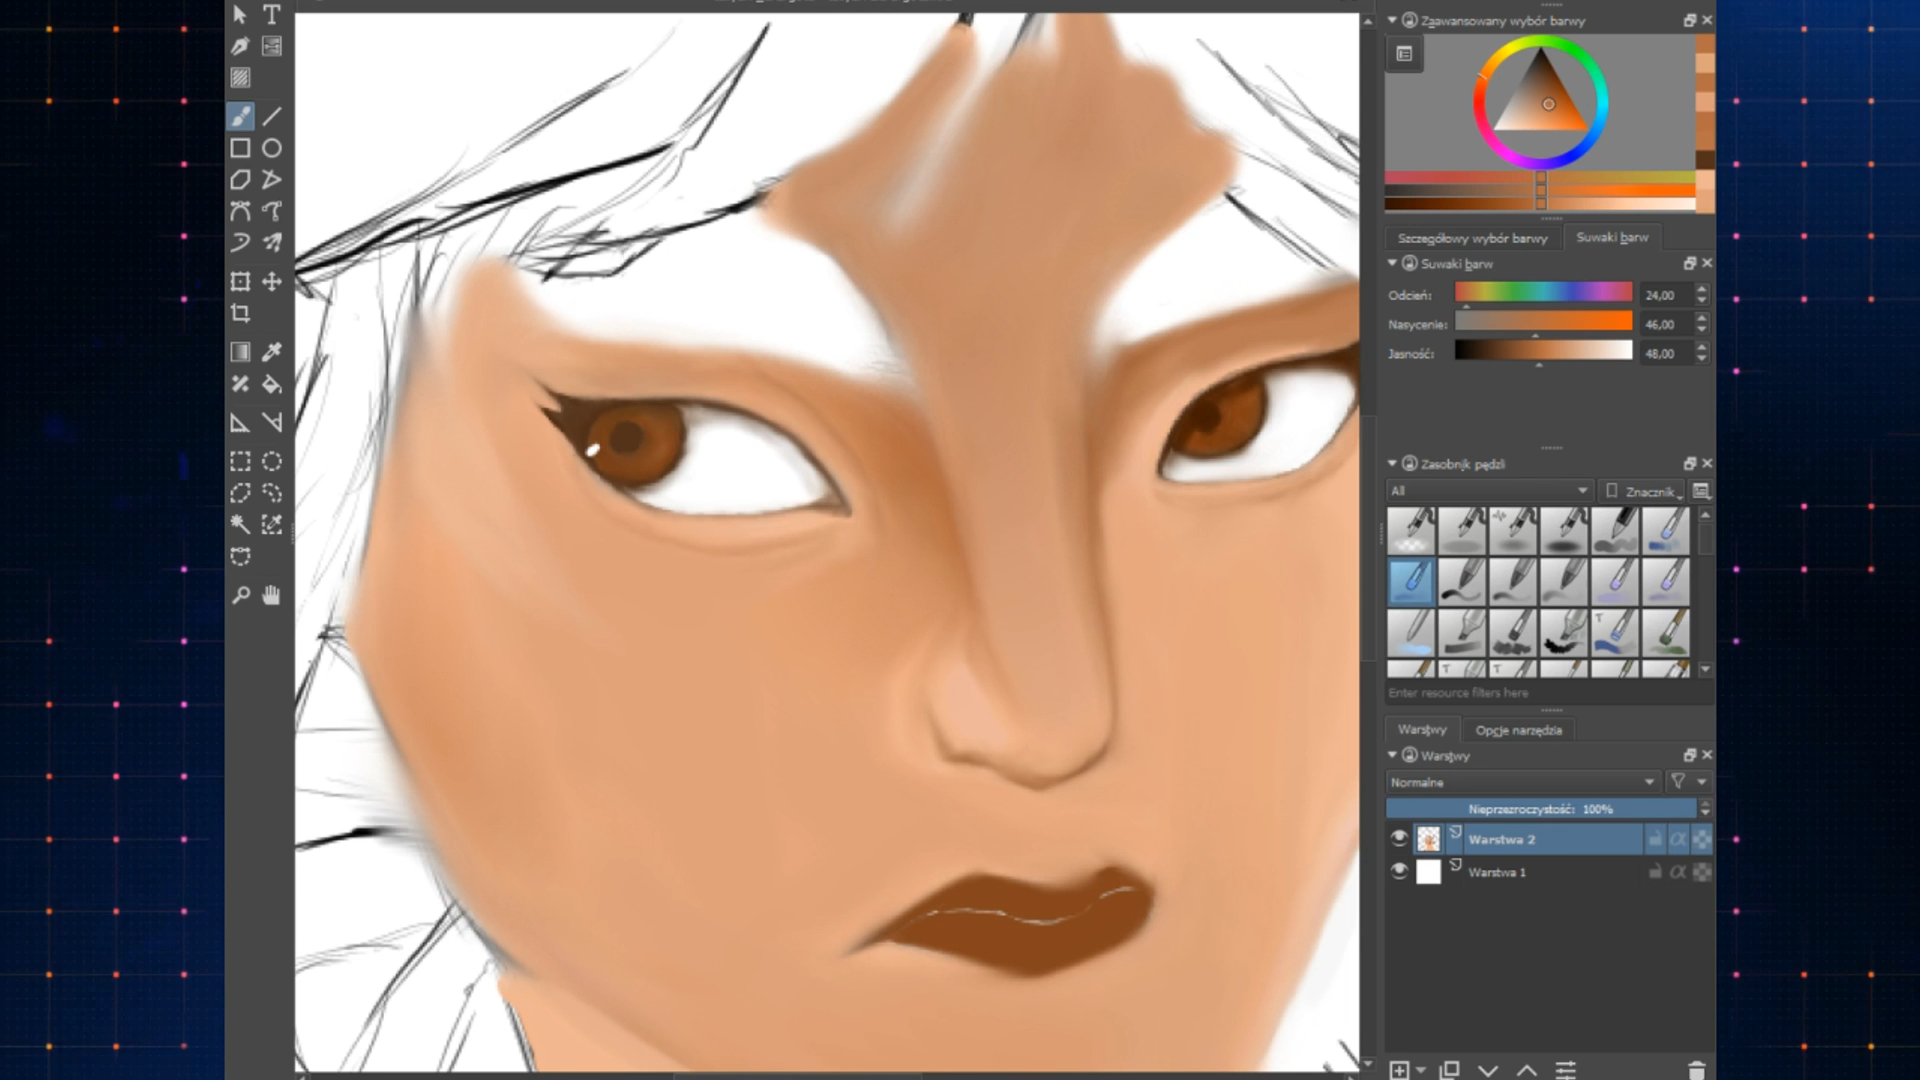 Zaawansowany wybór barwy
Szczegółowy wybór barwy
Suwaki barw
Suwaki barw
Odcień:
24,00
Nasycenie:
46,00
Jasność:
48,00
Zasobnik pędzli
All
Znacznik
Enter resource filters here
Warstwy
Opcje narzędzia
Warstwy
Normalne
Nieprzezroczystość: 100%
Warstwa 2
Warstwa 1